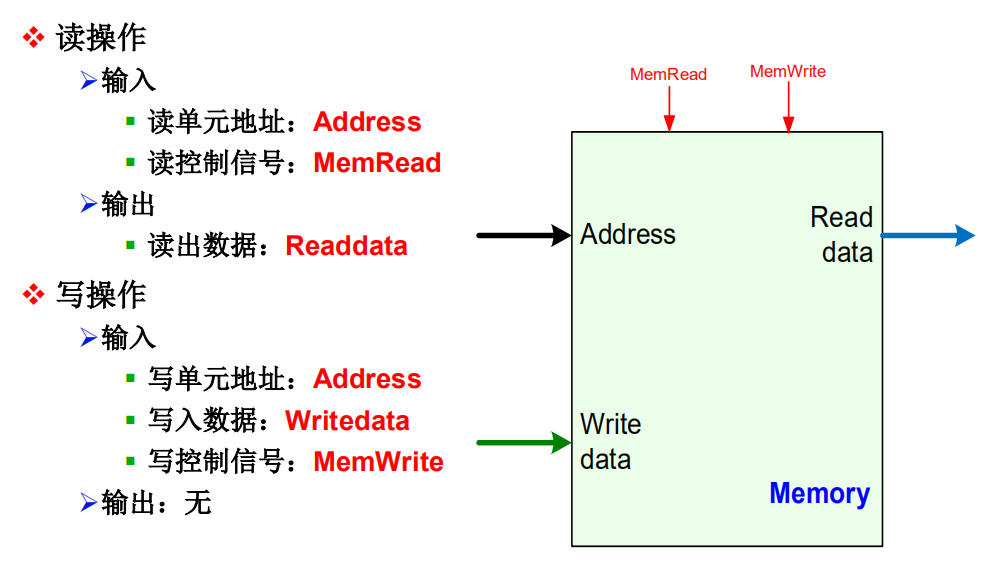 读操作
输入
读单元地址：Address
读控制信号：MemRead
输出
读出数据：Readdata
写操作
输入
写单元地址：Address
写入数据：Writedata
写控制信号：MemWrite
输出：无
MemRead
MemWrite
Address
Read
data
Write
data
Memory